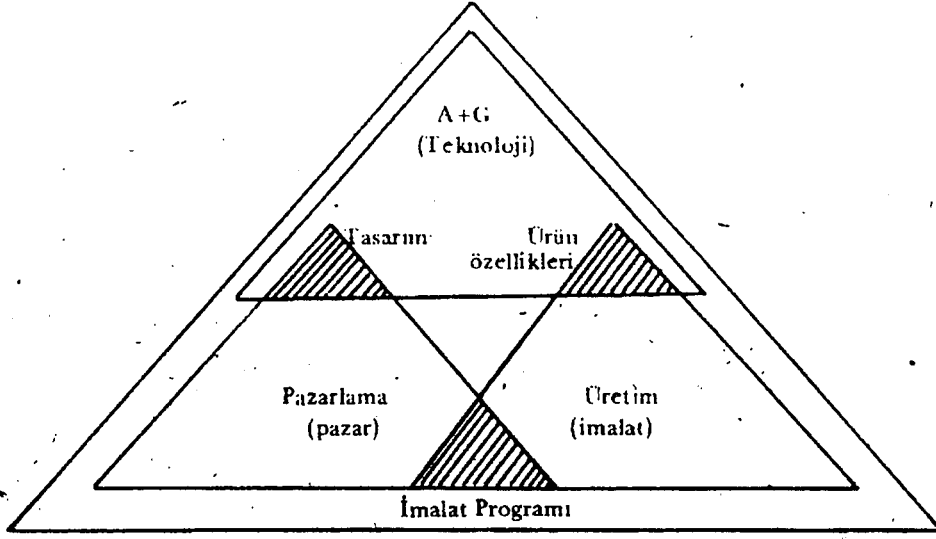 A+G
(Teknoloji)
Tasarım
Ürün
özellikleri
Pazarlama
(pazar)
Üretim
(imalat)
İmalat Programı